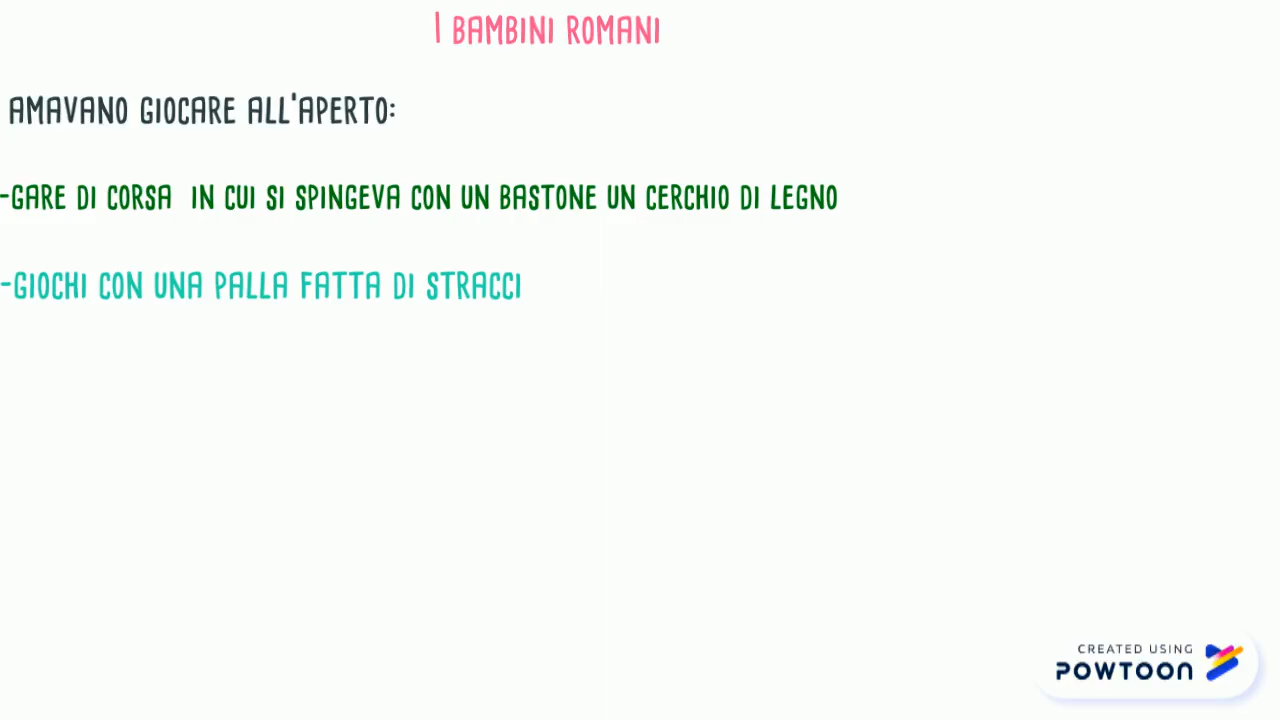 I BAMBINI ROMANI
AMAVANO GIOCARE ALL'APERTO:
-GARE DI CORSA IN CUI SI SPINGEVA CON UN BASTONE UN CERCHIO DI LEGNO
-GIOCHI CON UNA PALLA FATTA DI STRACCI
CREATED USING
POWTOON